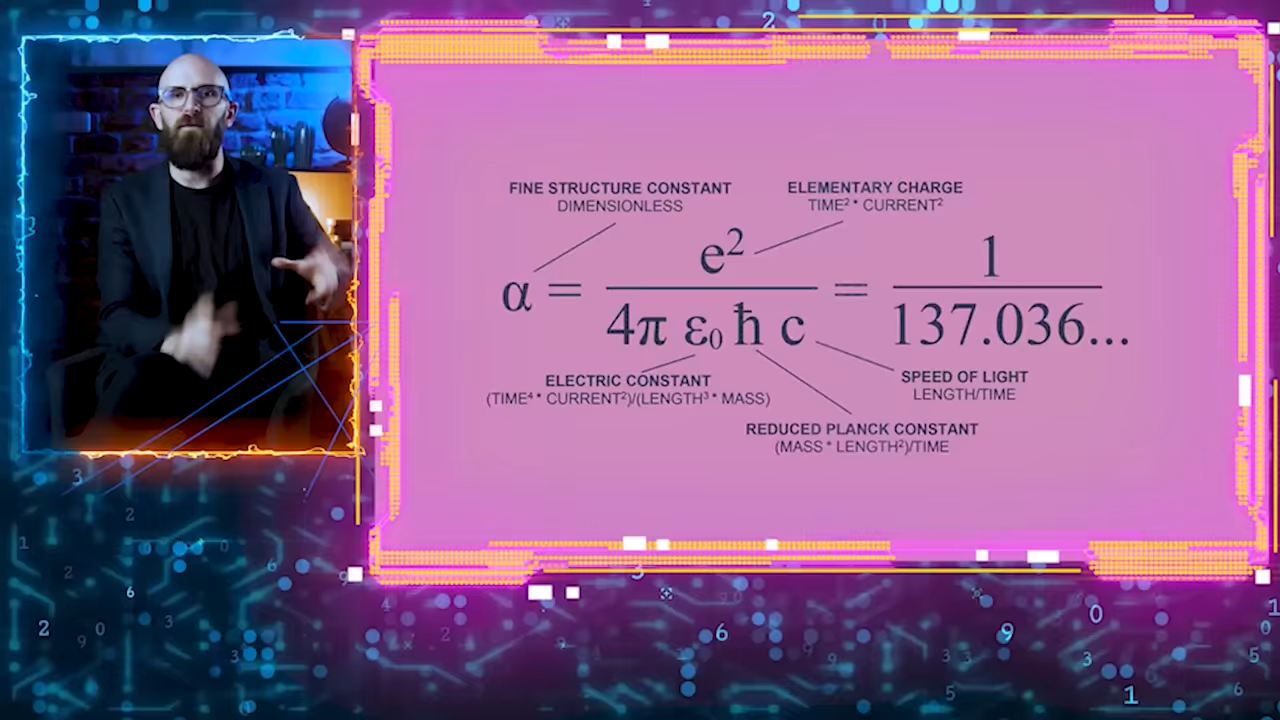 FINE STRUCTURE CONSTANT
DIMENSIONLESS
ELEMENTARY CHARGE
TIME² * CURRENT²
α = e² / 4π ε₀ ħ c = 1 / 137.036...
ELECTRIC CONSTANT
(TIME⁴ * CURRENT²)/(LENGTH³ * MASS)
SPEED OF LIGHT
LENGTH/TIME
REDUCED PLANCK CONSTANT
(MASS * LENGTH²)/TIME